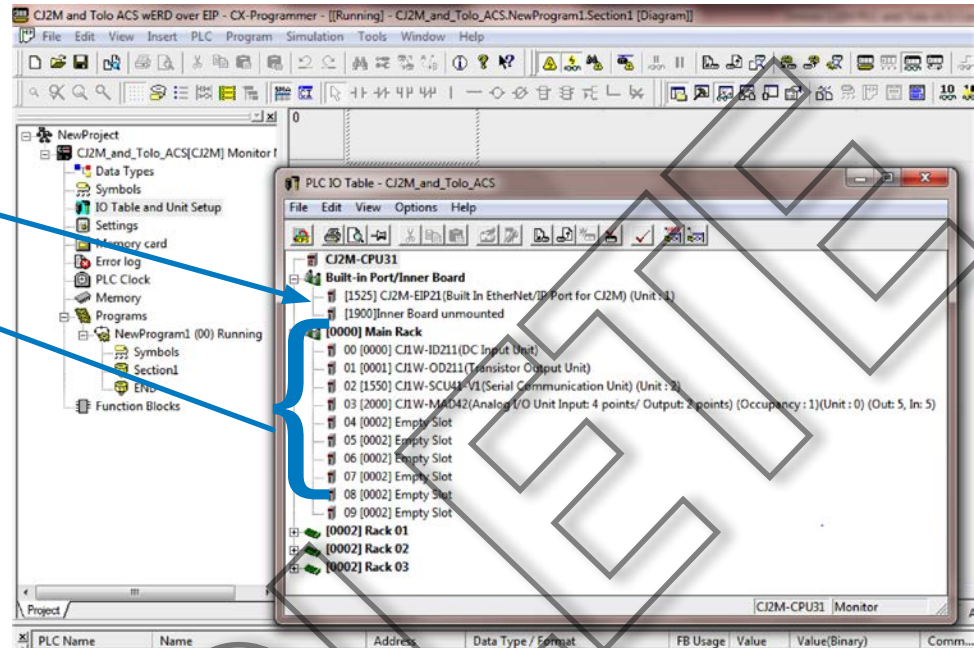 CJ2M and Tolo ACS wERD over EIP - CX-Programmer - [[Running] - CJ2M_and_Tolo_ACS.NewProgram1.Section1 [Diagram]]
File Edit View Insert PLC Program Simulation Tools Window Help
0
NewProject
CJ2M_and_Tolo_ACS[CJ2M] Monitor
Data Types
Symbols
IO Table and Unit Setup
Settings
Memory card
Error log
PLC Clock
Memory
Programs
NewProgram1 (00) Running
Symbols
Section1
END
Function Blocks
Project
PLC IO Table - CJ2M_and_Tolo_ACS
File Edit View Options Help
CJ2M-CPU31
Built-in Port/Inner Board
[1525] CJ2M-EIP21(Built In EtherNet/IP Port for CJ2M) (Unit : 1)
[1900]Inner Board unmounted
[0000] Main Rack
00 [0000] CJ1W-ID211(DC Input Unit)
01 [0001] CJ1W-OD211(Transistor Output Unit)
02 [1550] CJ1W-SCU41-V1(Serial Communication Unit) (Unit : 2)
03 [2000] CJ1W-MAD42(Analog I/O Unit Input: 4 points/ Output: 2 points) (Occupancy : 1)(Unit : 0) (Out: 5, In: 5)
04 [0002] Empty Slot
05 [0002] Empty Slot
06 [0002] Empty Slot
07 [0002] Empty Slot
08 [0002] Empty Slot
09 [0002] Empty Slot
[0002] Rack 01
[0002] Rack 02
[0002] Rack 03
CJ2M-CPU31 Monitor
PLC Name Name Address Data Type / Format FB Usage Value Value(Binary) Comm...